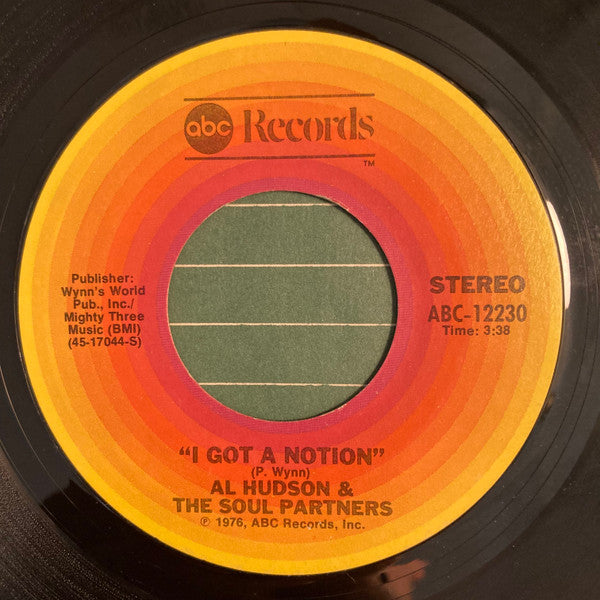 abc Records
TM
Publisher:
Wynn's World
Pub., Inc./
Mighty Three
Music (BMI)
(45-17044-S)
STEREO
ABC-12230
Time: 3:38
"I GOT A NOTION"
(P. Wynn)
AL HUDSON &
THE SOUL PARTNERS
℗ 1976, ABC Records, Inc.